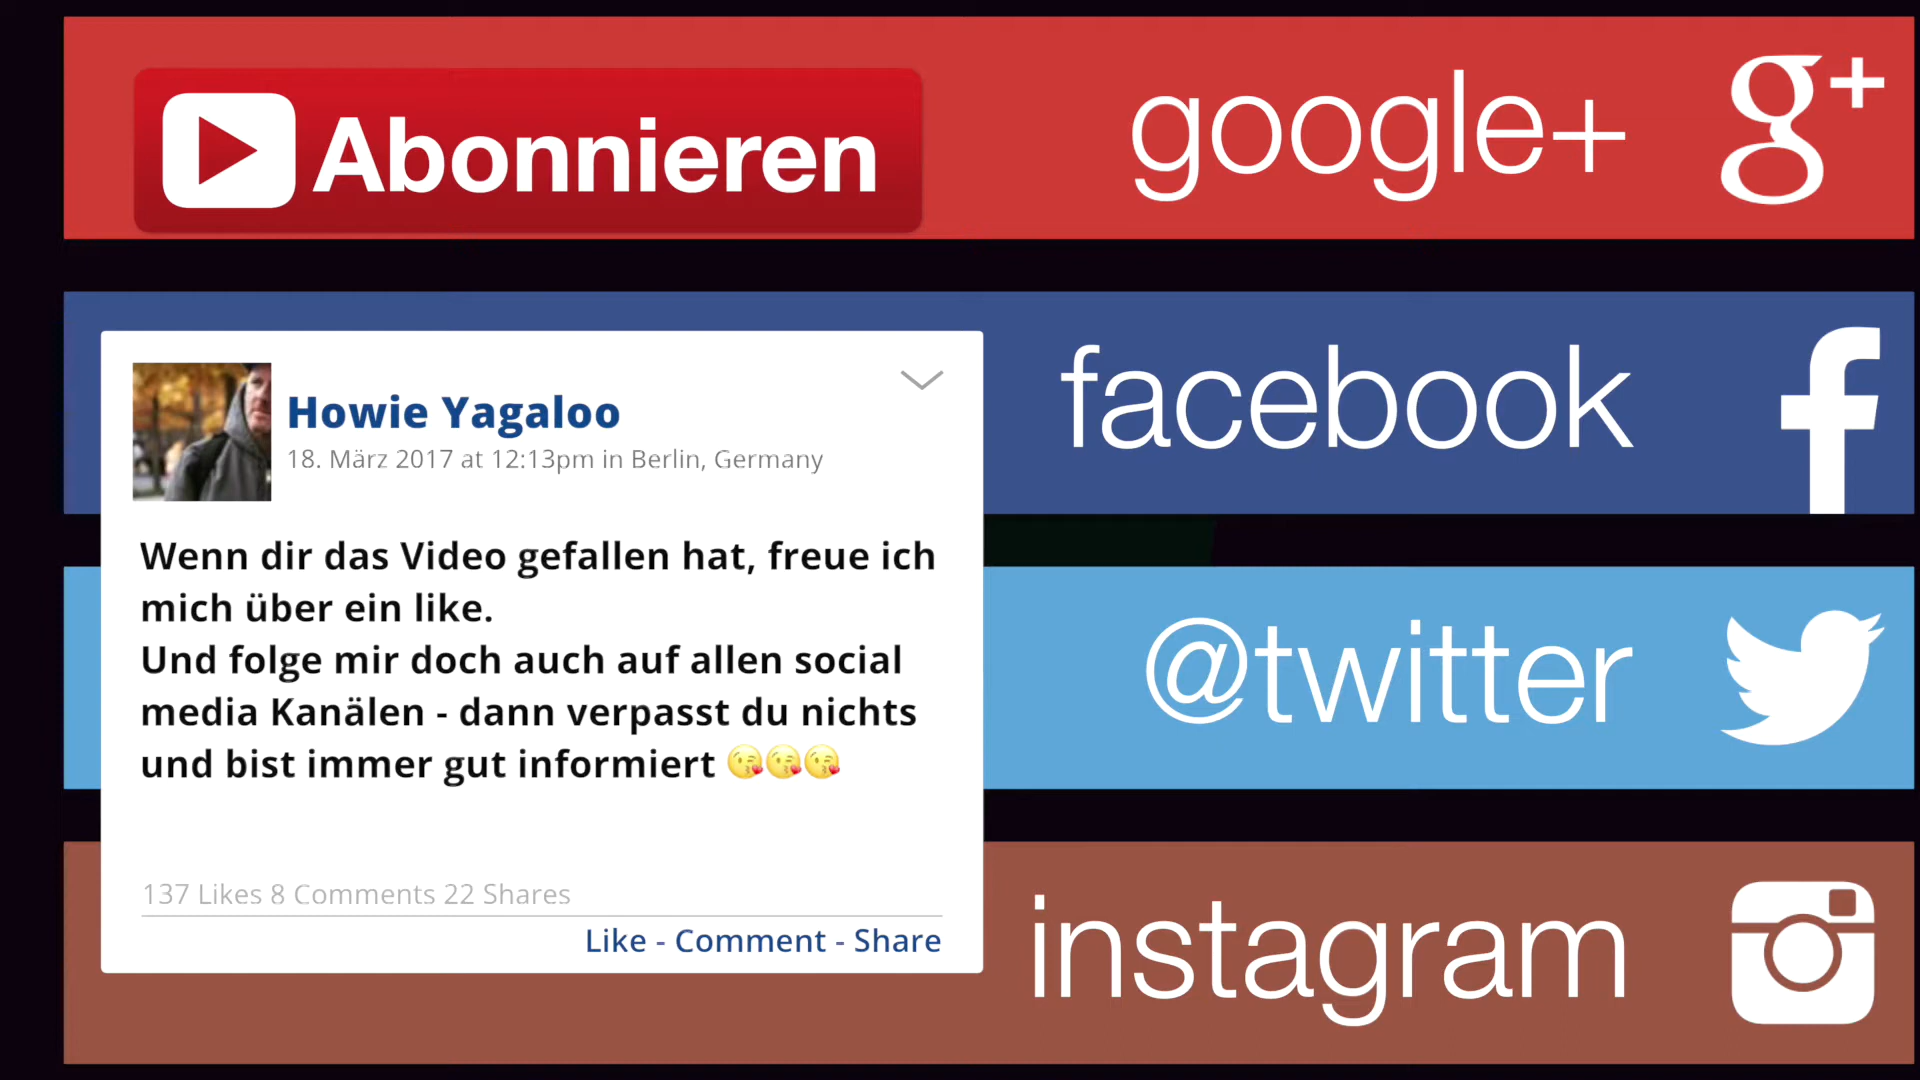 Abonnieren
google+ g+
facebook f
Howie Yagaloo
18. März 2017 at 12:13pm in Berlin, Germany
Wenn dir das Video gefallen hat, freue ich
mich über ein like.
Und folge mir doch auch auf allen social
media Kanälen - dann verpasst du nichts
und bist immer gut informiert 😘😘😘
@twitter
137 Likes 8 Comments 22 Shares
Like - Comment - Share
instagram